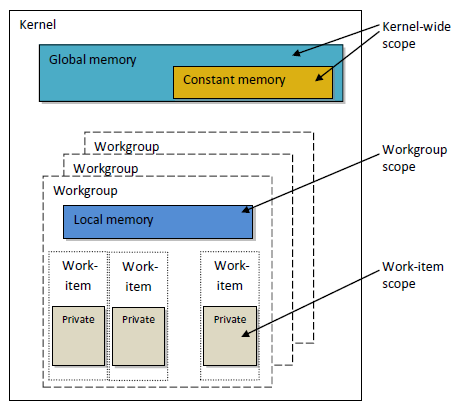 Kernel
Global memory
Constant memory
Kernel-wide
scope
Workgroup
Workgroup
Workgroup
Local memory
Workgroup
scope
Work-
item
Work-
item
Work-
item
Private
Private
Private
Work-item
scope